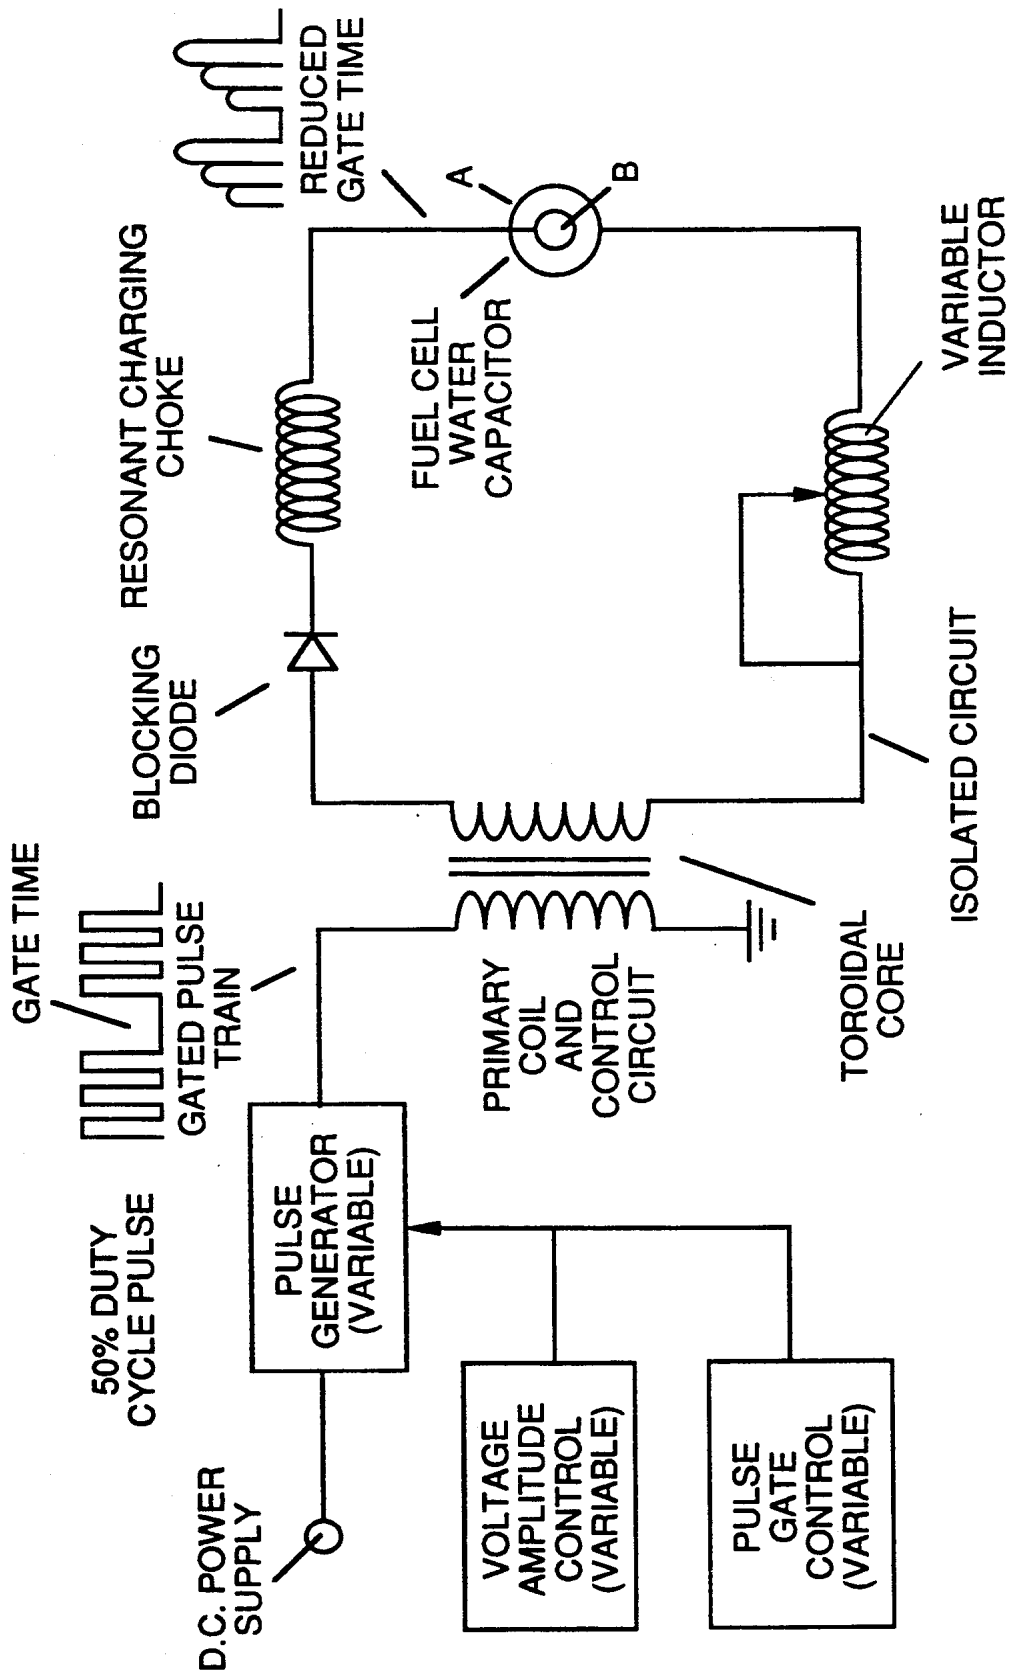 50% DUTY
CYCLE PULSE
GATE TIME
GATED PULSE
TRAIN
D.C. POWER
SUPPLY
PULSE
GENERATOR
(VARIABLE)
VOLTAGE
AMPLITUDE
CONTROL
(VARIABLE)
PULSE
GATE
CONTROL
(VARIABLE)
PRIMARY
COIL
AND
CONTROL
CIRCUIT
TOROIDAL
CORE
BLOCKING
DIODE
RESONANT CHARGING
CHOKE
REDUCED
GATE TIME
A
B
FUEL CELL
WATER
CAPACITOR
VARIABLE
INDUCTOR
ISOLATED CIRCUIT